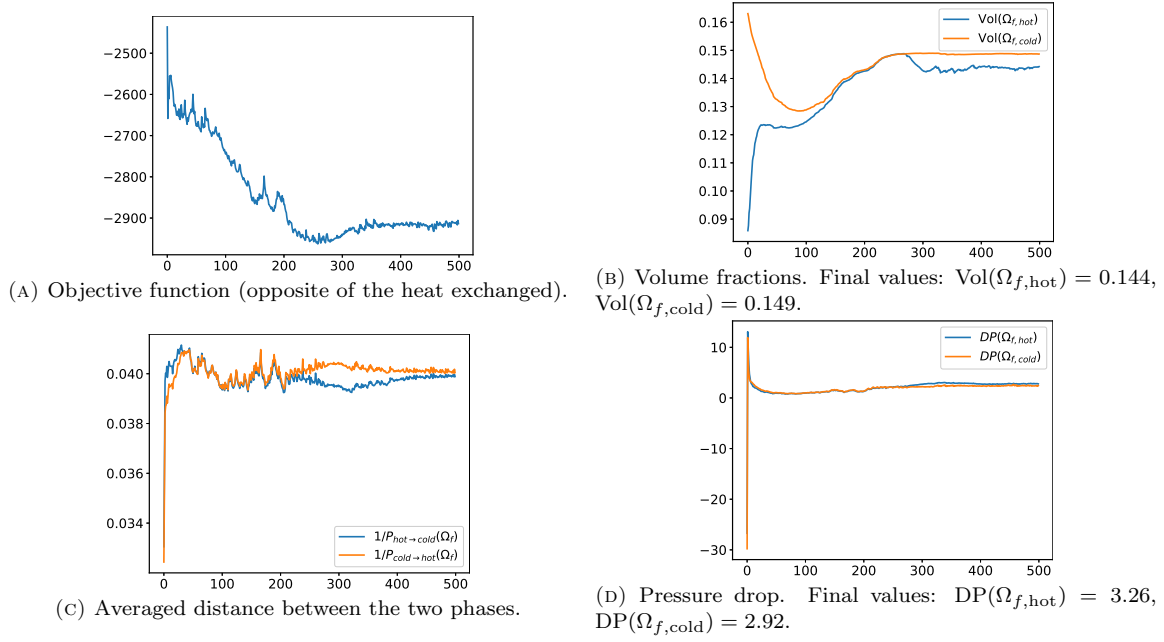 −2500
−2600
−2700
−2800
−2900
0 100 200 300 400 500
(A) Objective function (opposite of the heat exchanged).
0.16
0.15
0.14
0.13
0.12
0.11
0.10
0.09
Vol(Ω_{f, hot})
Vol(Ω_{f, cold})
0 100 200 300 400 500
(B) Volume fractions. Final values: Vol(Ω_{f,hot}) = 0.144,
Vol(Ω_{f,cold}) = 0.149.
0.040
0.038
0.036
0.034
1/P_{hot→cold}(Ω_f)
1/P_{cold→hot}(Ω_f)
0 100 200 300 400 500
(C) Averaged distance between the two phases.
10
0
−10
−20
−30
DP(Ω_{f, hot})
DP(Ω_{f, cold})
0 100 200 300 400 500
(D) Pressure drop. Final values: DP(Ω_{f,hot}) = 3.26,
DP(Ω_{f,cold}) = 2.92.